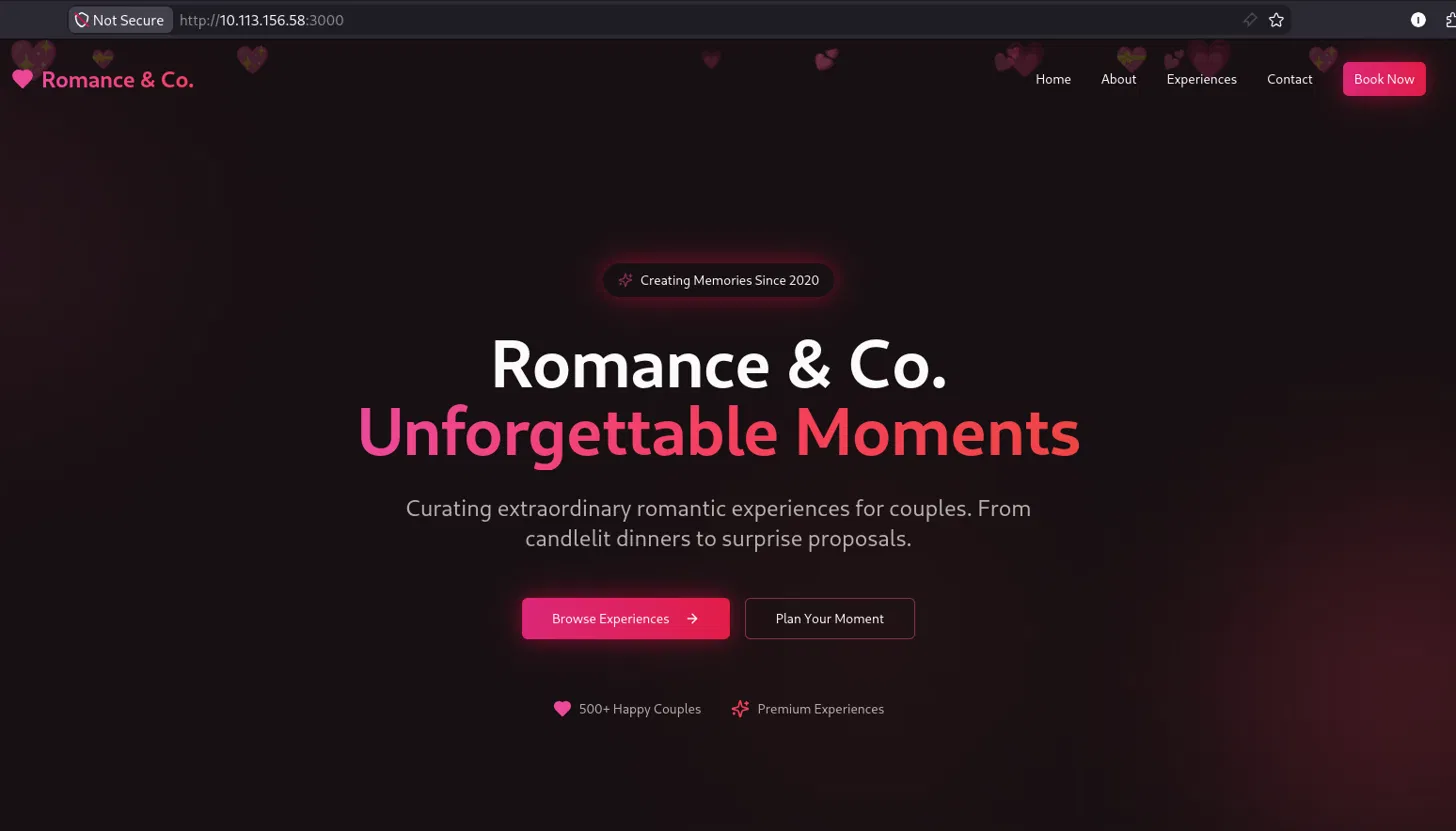 Not Secure http://10.113.156.58:3000
Romance & Co.
Home About Experiences Contact Book Now
Creating Memories Since 2020
Romance & Co.
Unforgettable Moments
Curating extraordinary romantic experiences for couples. From
candlelit dinners to surprise proposals.
Browse Experiences → Plan Your Moment
500+ Happy Couples Premium Experiences